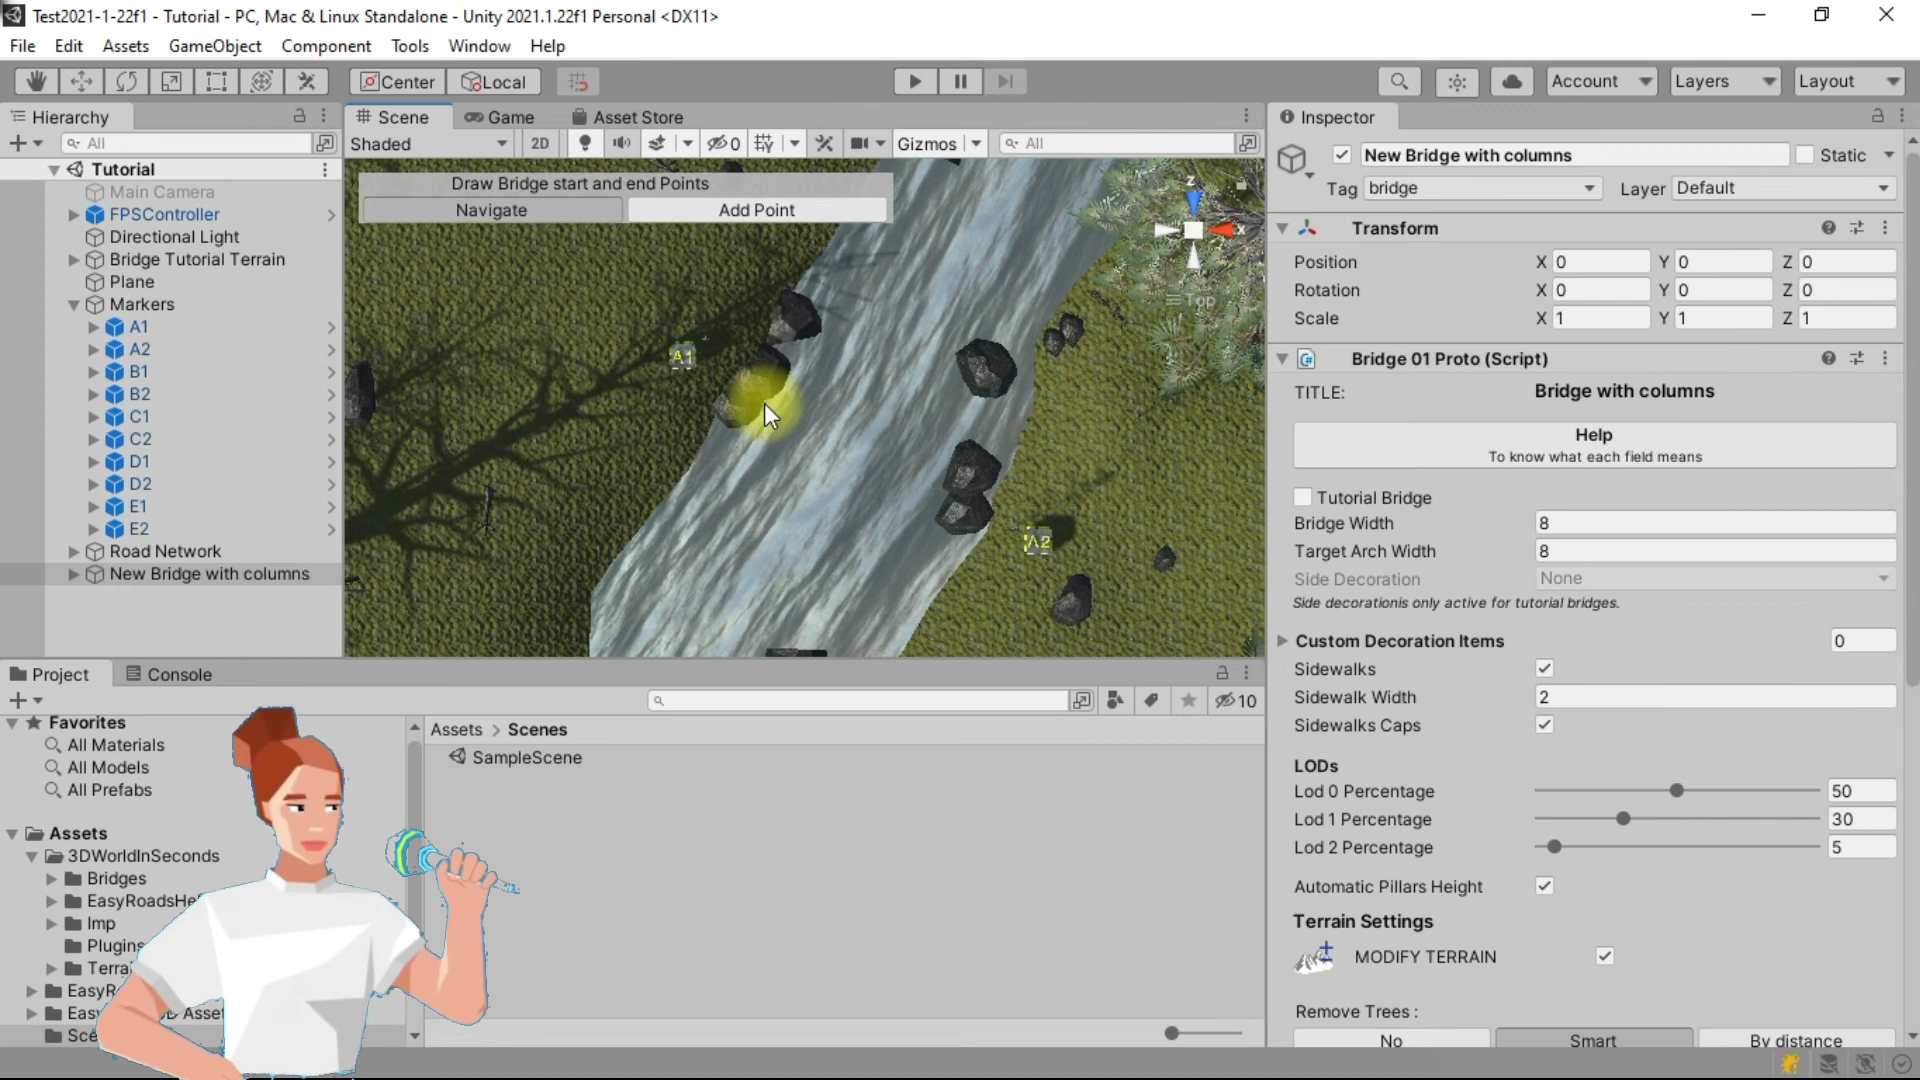 Test2021-1-22f1 - Tutorial - PC, Mac & Linux Standalone - Unity 2021.1.22f1 Personal <DX11>
File Edit Assets GameObject Component Tools Window Help
Center Local Account Layers Layout
Hierarchy
All
Tutorial
Main Camera
FPSController
Directional Light
Bridge Tutorial Terrain
Plane
Markers
A1
A2
B1
B2
C1
C2
D1
D2
E1
E2
Road Network
New Bridge with columns
Scene Game Asset Store
Shaded 2D 0 Gizmos All
Draw Bridge start and end Points
Navigate Add Point
Z
X
Top
A1
A2
Inspector
New Bridge with columns Static
Tag bridge Layer Default
Transform
Position X 0 Y 0 Z 0
Rotation X 0 Y 0 Z 0
Scale X 1 Y 1 Z 1
Bridge 01 Proto (Script)
TITLE: Bridge with columns
Help
To know what each field means
Tutorial Bridge
Bridge Width 8
Target Arch Width 8
Side Decoration None
Side decorationis only active for tutorial bridges.
Custom Decoration Items 0
Sidewalks
Sidewalk Width 2
Sidewalks Caps
LODs
Lod 0 Percentage 50
Lod 1 Percentage 30
Lod 2 Percentage 5
Automatic Pillars Height
Terrain Settings
MODIFY TERRAIN
Remove Trees :
No Smart By distance
Project Console
10
Favorites
All Materials
All Models
All Prefabs
Assets
3DWorldInSeconds
Bridges
EasyRoadsHe
Imp
Plugins
Terra
EasyR
Eas D Asse
Sce
Assets > Scenes
SampleScene